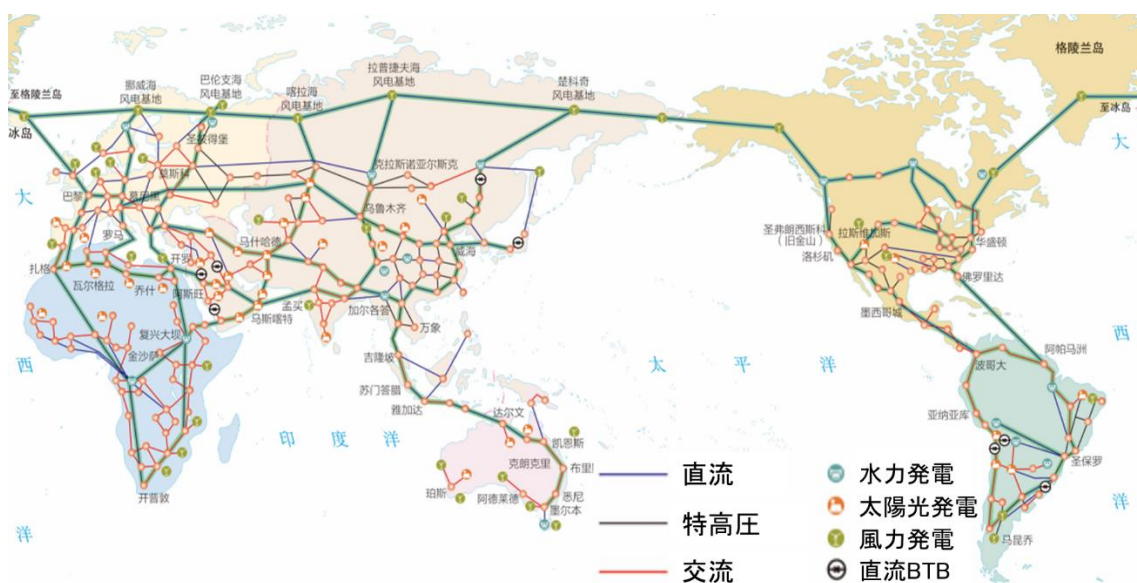 拉普捷夫海
风电基地
格陵兰岛
挪威海
风电基地
巴伦支海
风电基地
喀拉海
风电基地
楚科奇
风电基地
至格陵兰岛
冰岛
至冰岛
圣彼得堡
大
大
莫斯科
克拉斯诺亚尔斯克
巴黎
慕尼黑
乌鲁木齐
罗马
马什哈德
威海
圣弗朗西斯科
(旧金山)
拉斯维加斯
华盛顿
洛杉矶
扎格
开罗
瓦尔格拉
乔什
阿斯旺
孟买
加尔各答
佛罗里达
墨西哥城
马斯喀特
万象
复兴大坝
金沙萨
西
吉隆坡
太
平
洋
波哥大
阿帕马洲
西
苏门答腊
雅加达
达尔文
亚纳亚库
印
度
洋
凯恩斯
克朗克里
布里
圣保罗
珀斯
阿德莱德
悉尼
墨尔本
开普敦
洋
洋
马昆乔
直流
特高圧
交流
水力発電
太陽光発電
風力発電
直流BTB